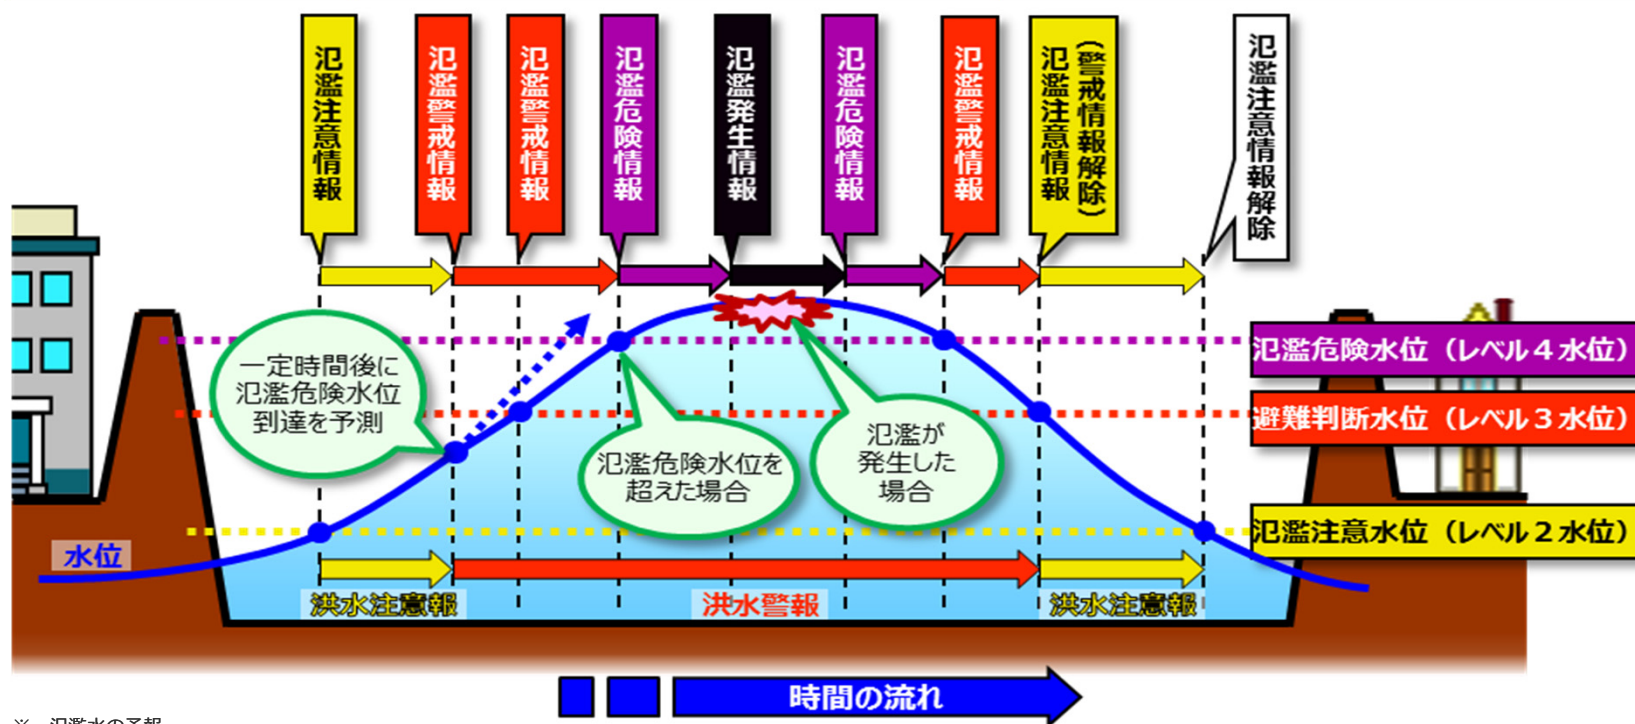 氾濫注意情報
氾濫警戒情報
氾濫警戒情報
氾濫危険情報
氾濫発生情報
氾濫危険情報
氾濫警戒情報
(警戒情報解除)
氾濫注意情報
氾濫注意情報解除
一定時間後に
氾濫危険水位
到達を予測
氾濫危険水位を
超えた場合
氾濫が
発生した
場合
氾濫危険水位（レベル４水位）
避難判断水位（レベル３水位）
氾濫注意水位（レベル２水位）
水位
洪水注意報
洪水警報
洪水注意報
時間の流れ
※　氾濫水の予報